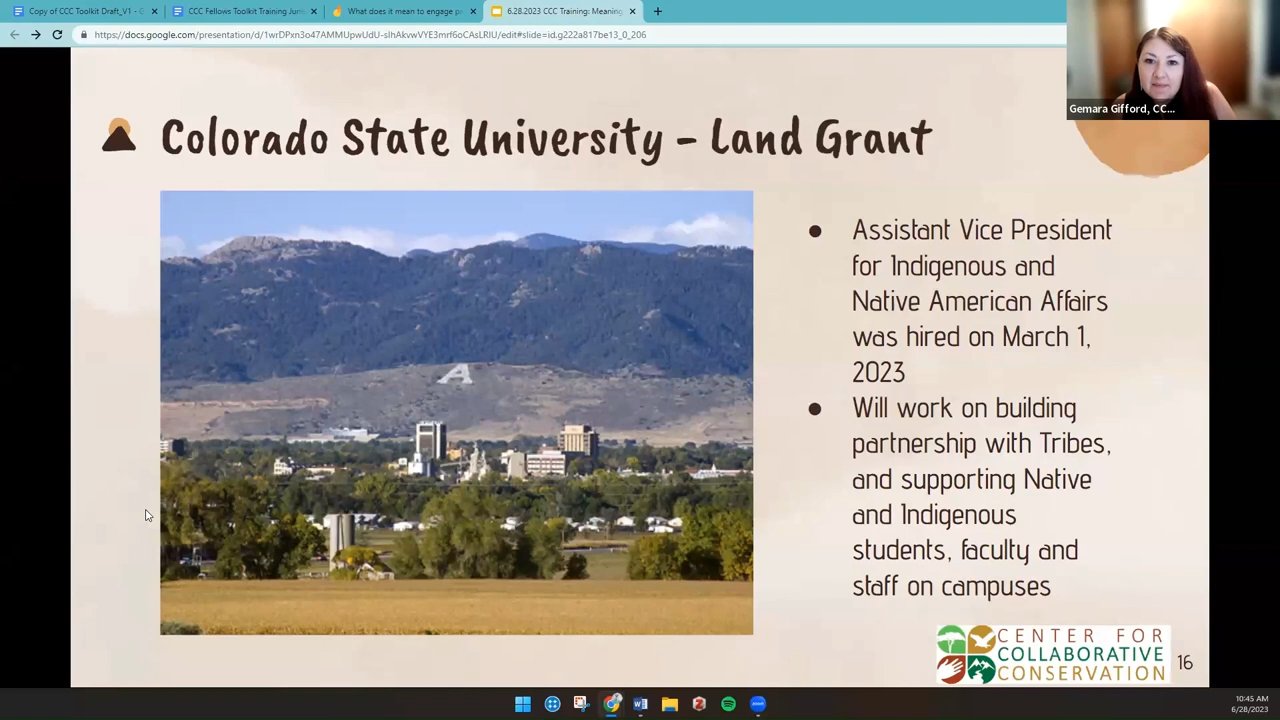 Copy of CCC Toolkit Draft_V1 - G
CCC Fellows Toolkit Training Juni
What does it mean to engage p
6.28.2023 CCC Training: Meaning
https://docs.google.com/presentation/d/1wrDPxn3o47AMMUpwUdU-slhAkvwVYE3mrf6oCAsLRlU/edit#slide=id.g222a817be13_0_206
Gemara Gifford, CC...
Colorado State University - Land Grant
A
● Assistant Vice President
for Indigenous and
Native American Affairs
was hired on March 1,
2023
● Will work on building
partnership with Tribes,
and supporting Native
and Indigenous
students, faculty and
staff on campuses
CENTER FOR
COLLABORATIVE
CONSERVATION
16
10:45 AM
6/28/2023